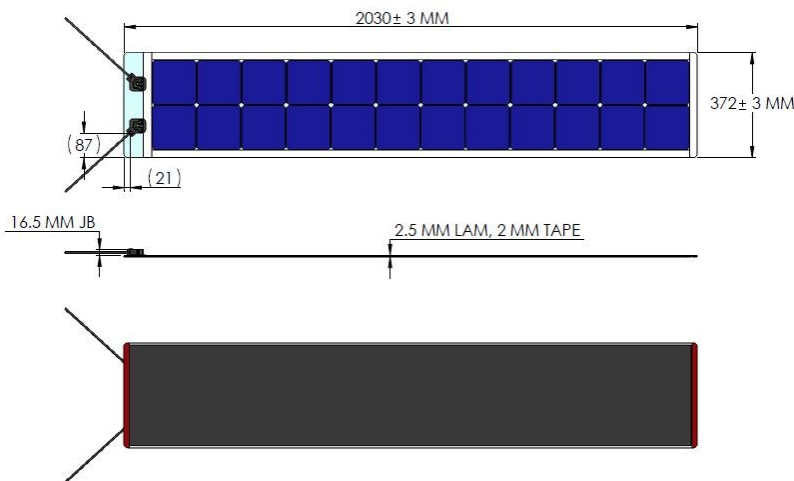 2030± 3 MM
372± 3 MM
(87)
(21)
16.5 MM JB
2.5 MM LAM, 2 MM TAPE